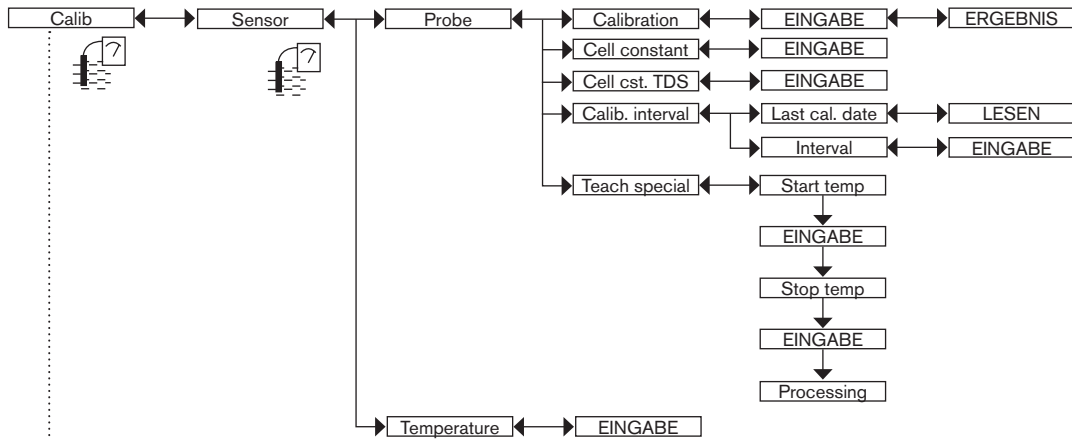 Calib
Sensor
Probe
Calibration
EINGABE
ERGEBNIS
Cell constant
EINGABE
Cell cst. TDS
EINGABE
Calib. interval
Last cal. date
LESEN
Interval
EINGABE
Teach special
Start temp
EINGABE
Stop temp
EINGABE
Processing
Temperature
EINGABE